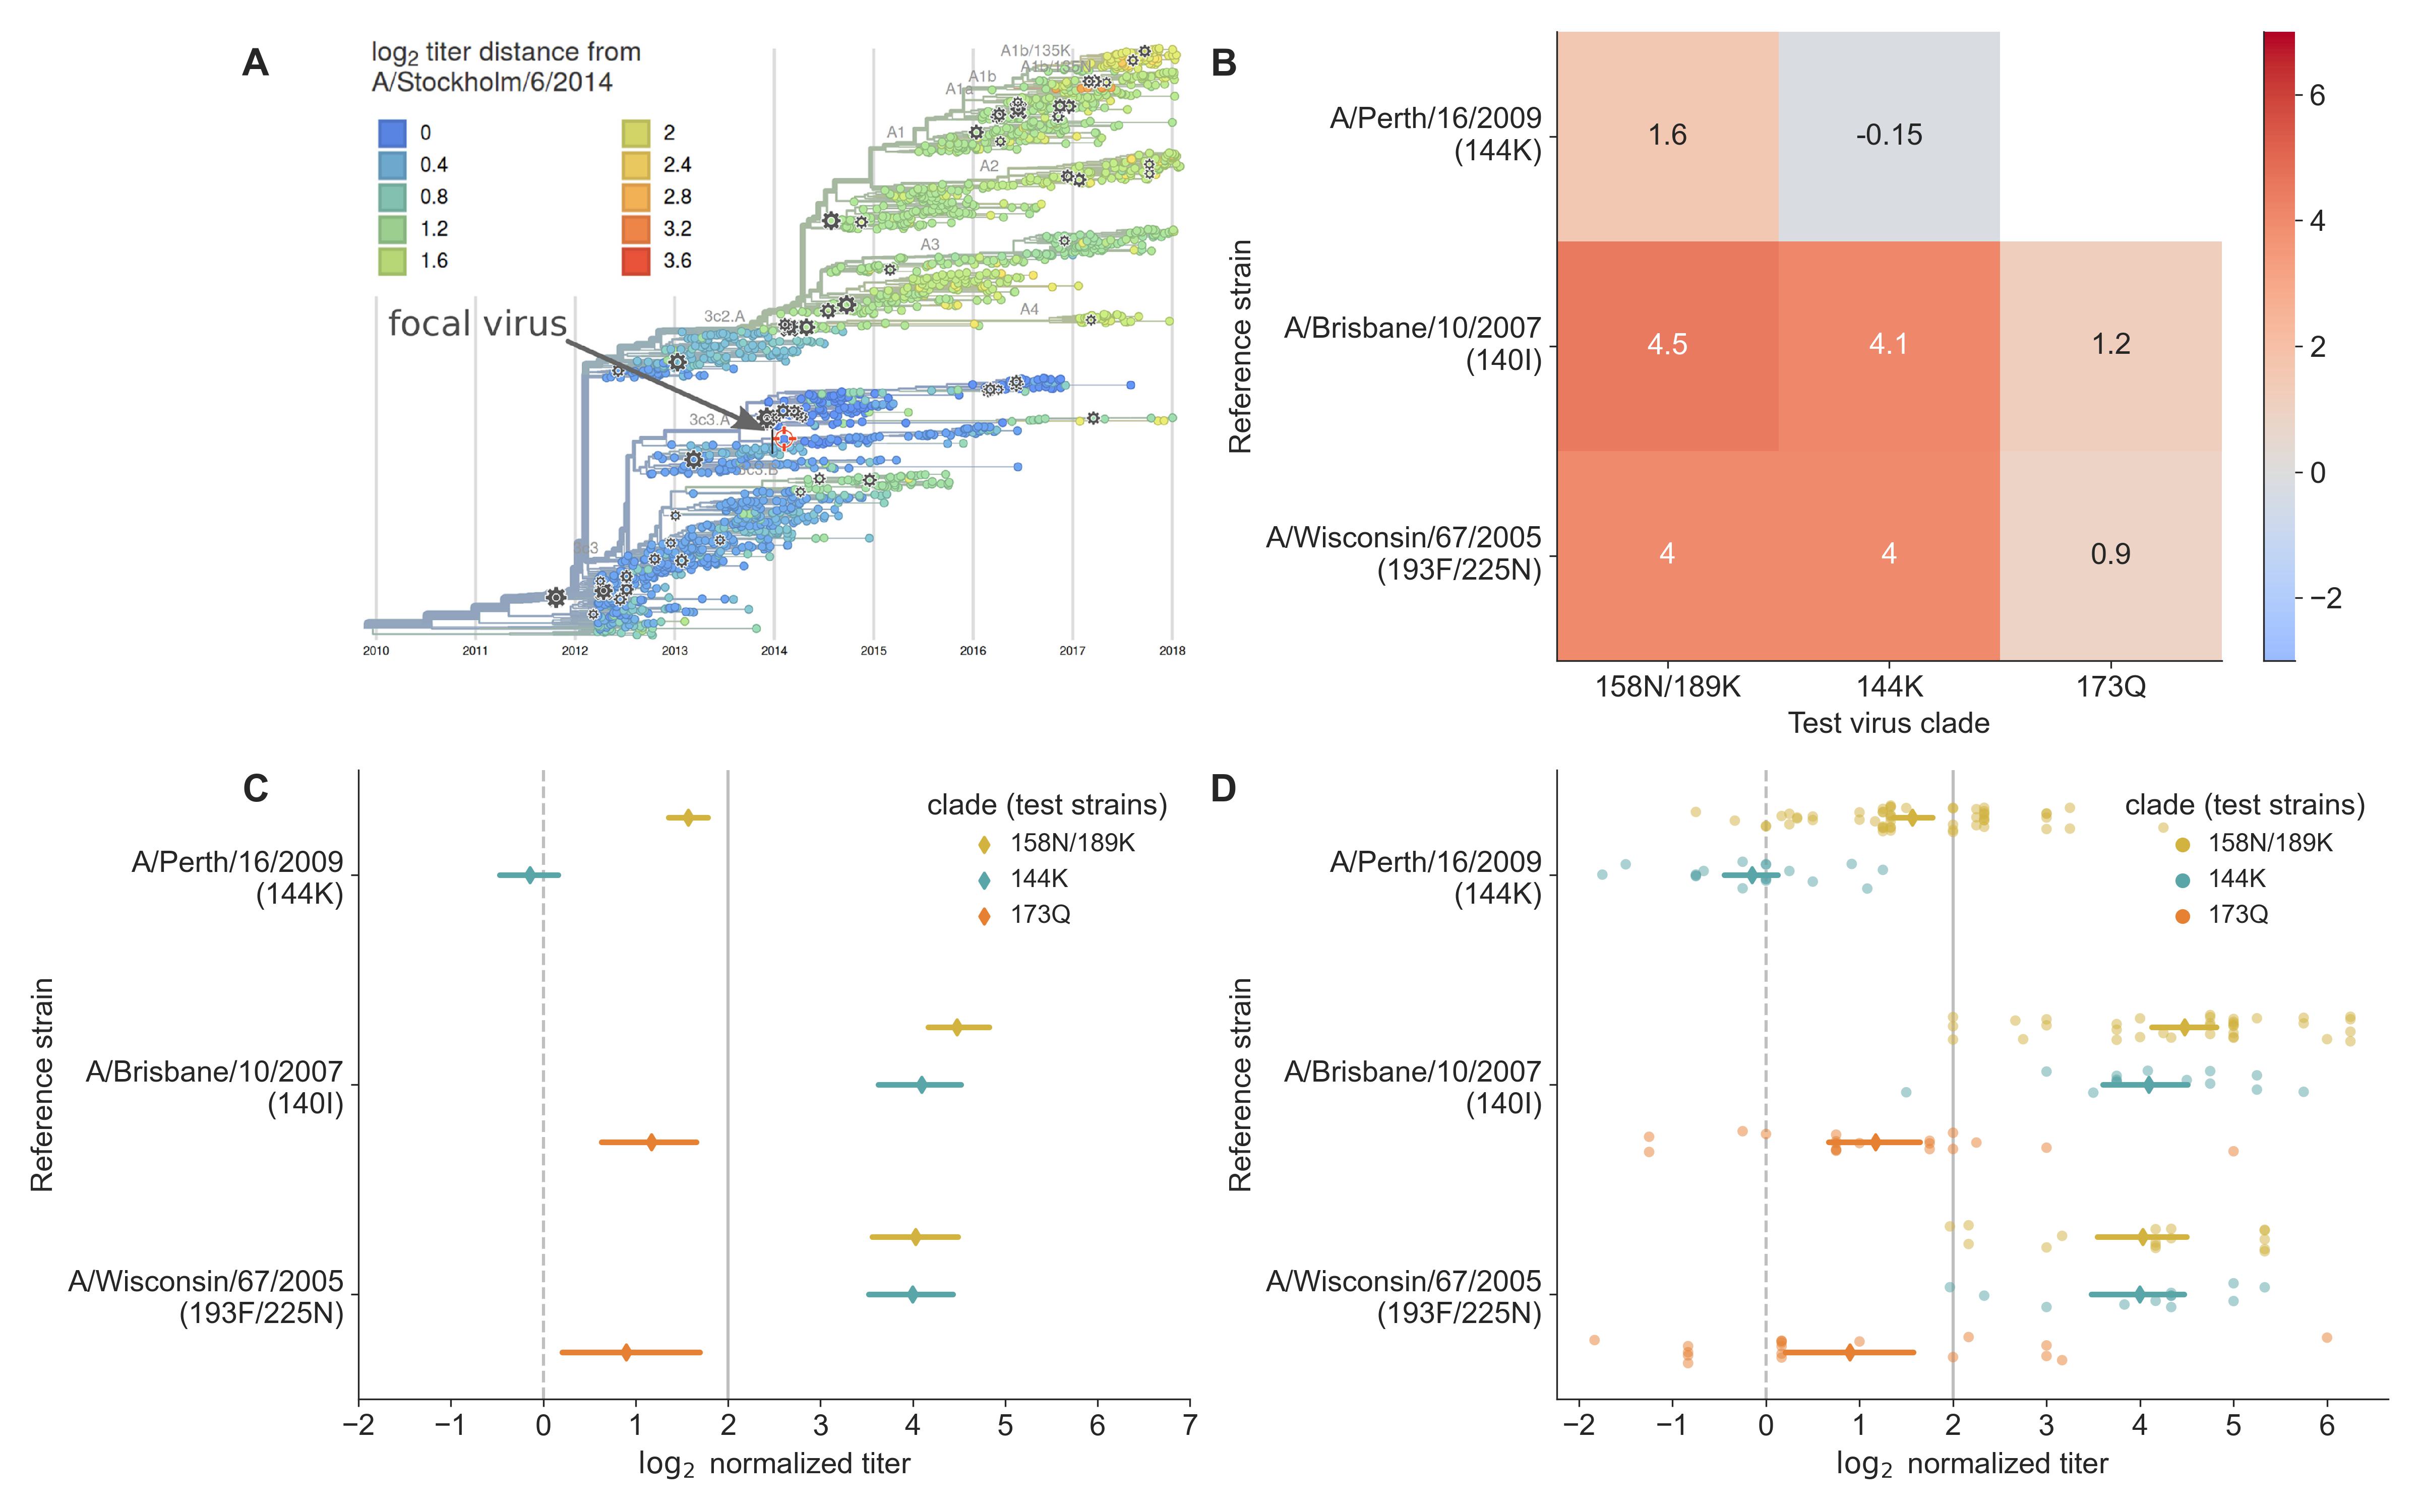 A
log2 titer distance from
A/Stockholm/6/2014
0
0.4
0.8
1.2
1.6
2
2.4
2.8
3.2
3.6
focal virus
A1b/135K
A1b/135N
A1b
A1a
A1
A2
A3
A4
3c2.A
3c3.A
3c3.B
3c3
2010 2011 2012 2013 2014 2015 2016 2017 2018
B
Reference strain
A/Perth/16/2009
(144K)
1.6 -0.15
A/Brisbane/10/2007
(140I)
4.5 4.1 1.2
A/Wisconsin/67/2005
(193F/225N)
4 4 0.9
158N/189K 144K 173Q
Test virus clade
6
4
2
0
−2
C
clade (test strains)
158N/189K
144K
173Q
Reference strain
A/Perth/16/2009
(144K)
A/Brisbane/10/2007
(140I)
A/Wisconsin/67/2005
(193F/225N)
−2 −1 0 1 2 3 4 5 6 7
log2 normalized titer
D
clade (test strains)
158N/189K
144K
173Q
Reference strain
A/Perth/16/2009
(144K)
A/Brisbane/10/2007
(140I)
A/Wisconsin/67/2005
(193F/225N)
−2 −1 0 1 2 3 4 5 6
log2 normalized titer